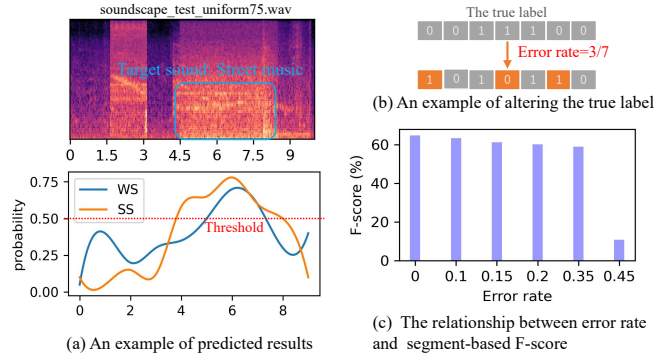 soundscape_test_uniform75.wav
Target sound: Street music
0 1.5 3 4.5 6 7.5 9
0.75
0.50
0.25
0.00
probability
WS
SS
Threshold
0 2 4 6 8
(a) An example of predicted results
The true label
0 0 1 1 1 0 0
Error rate=3/7
1 0 1 0 1 1 0
(b) An example of altering the true label
60
40
20
0
F-score (%)
0 0.1 0.15 0.2 0.35 0.45
Error rate
(c) The relationship between error rate
and segment-based F-score